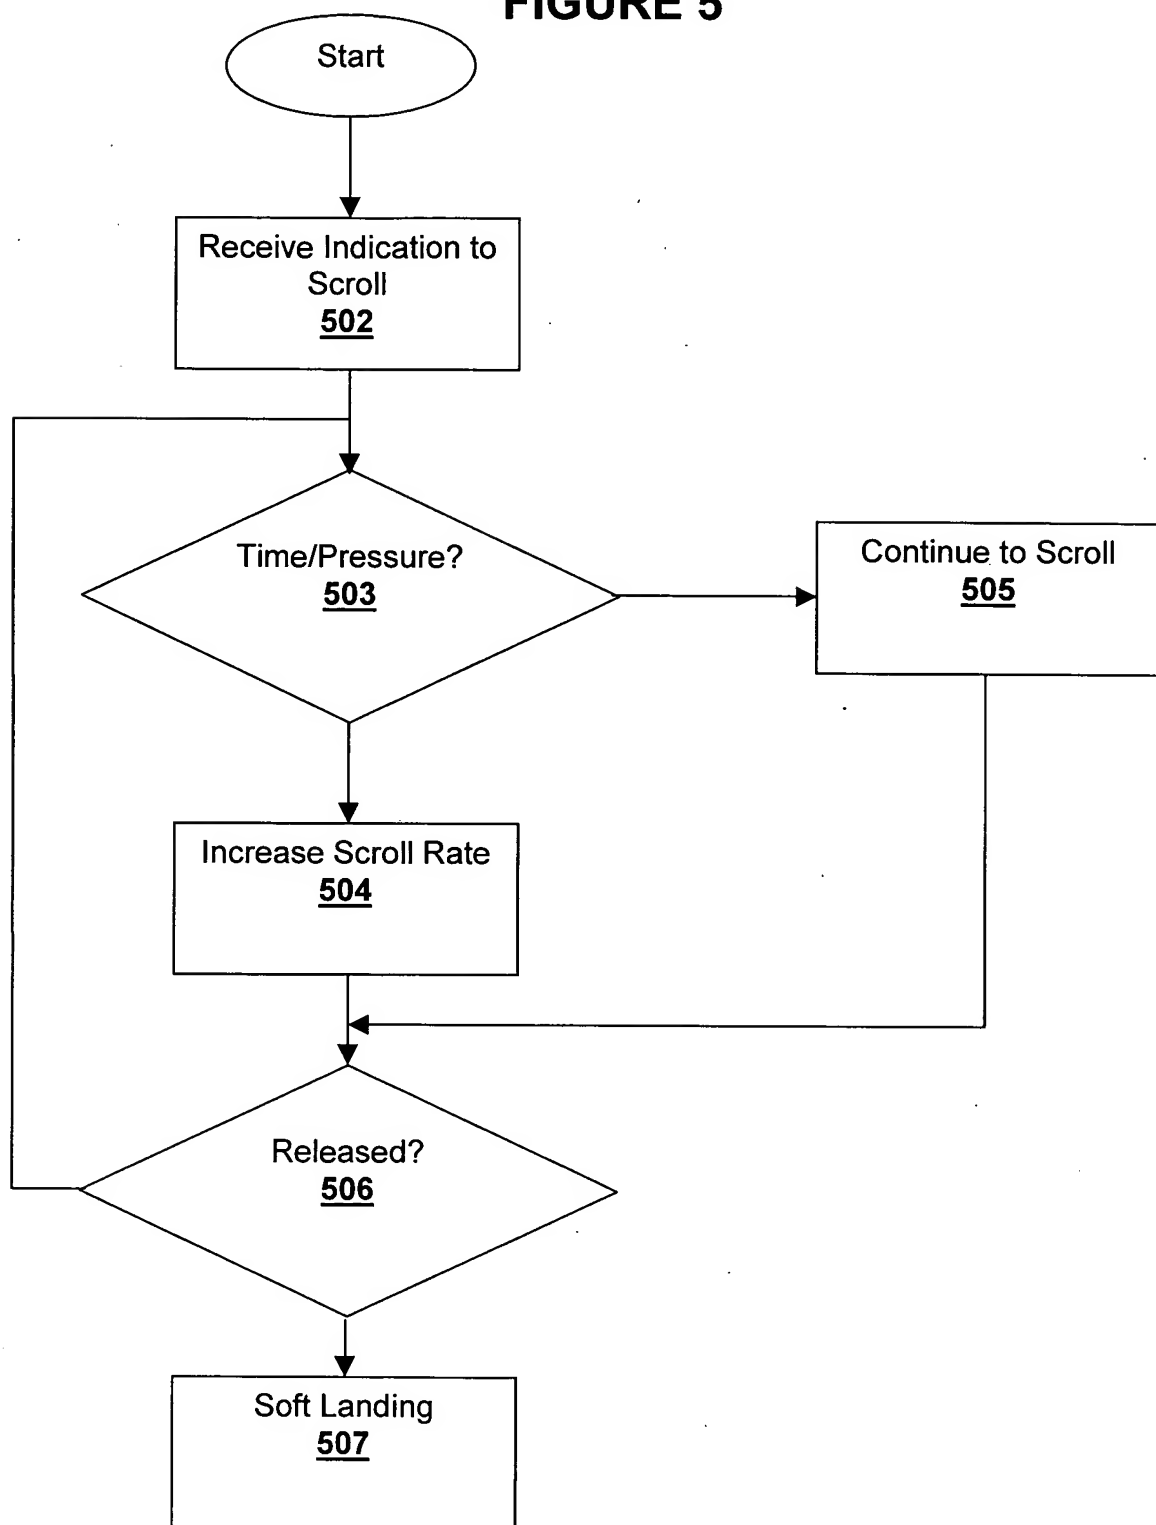 FIGURE 5
Start
Receive Indication to
Scroll
502
Time/Pressure?
503
Continue to Scroll
505
Increase Scroll Rate
504
Released?
506
Soft Landing
507